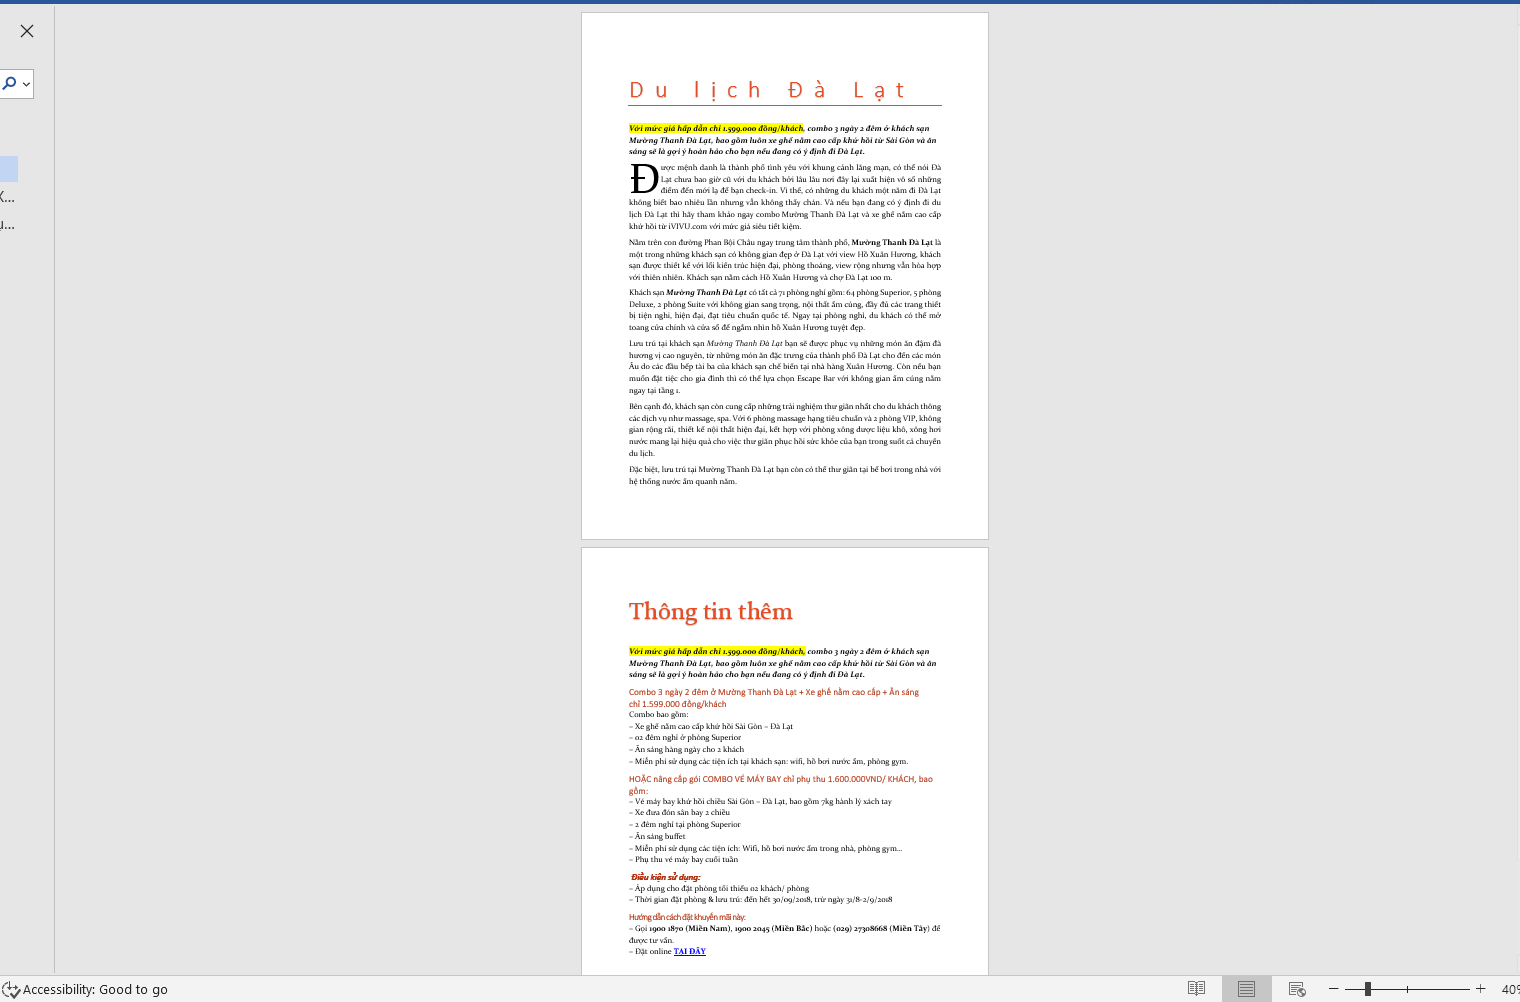 X...
ụ...
Du lịch Đà Lạt
Với mức giá hấp dẫn chỉ 1.599.000 đồng/khách, combo 3 ngày 2 đêm ở khách sạn
Mường Thanh Đà Lạt, bao gồm luôn xe ghế nằm cao cấp khứ hồi từ Sài Gòn và ăn
sáng sẽ là gợi ý hoàn hảo cho bạn nếu đang có ý định đi Đà Lạt.
Được mệnh danh là thành phố tình yêu với khung cảnh lãng mạn, có thể nói Đà
Lạt chưa bao giờ cũ với du khách bởi lâu lâu nơi đây lại xuất hiện vô số những
điểm đến mới lạ để bạn check-in. Vì thế, có những du khách một năm đi Đà Lạt
không biết bao nhiêu lần nhưng vẫn không thấy chán. Và nếu bạn đang có ý định đi du
lịch Đà Lạt thì hãy tham khảo ngay combo Mường Thanh Đà Lạt và xe ghế nằm cao cấp
khứ hồi từ iVIVU.com với mức giá siêu tiết kiệm.
Nằm trên con đường Phan Bội Châu ngay trung tâm thành phố, Mường Thanh Đà Lạt là
một trong những khách sạn có không gian đẹp ở Đà Lạt với view Hồ Xuân Hương, khách
sạn được thiết kế với lối kiến trúc hiện đại, phòng thoáng, view rộng nhưng vẫn hòa hợp
với thiên nhiên. Khách sạn nằm cách Hồ Xuân Hương và chợ Đà Lạt 100 m.
Khách sạn Mường Thanh Đà Lạt có tất cả 71 phòng nghỉ gồm: 64 phòng Superior, 5 phòng
Deluxe, 2 phòng Suite với không gian sang trọng, nội thất ấm cúng, đầy đủ các trang thiết
bị tiện nghi, hiện đại, đạt tiêu chuẩn quốc tế. Ngay tại phòng nghỉ, du khách có thể mở
toang cửa chính và cửa sổ để ngắm nhìn hồ Xuân Hương tuyệt đẹp.
Lưu trú tại khách sạn Mường Thanh Đà Lạt bạn sẽ được phục vụ những món ăn đậm đà
hương vị cao nguyên, từ những món ăn đặc trưng của thành phố Đà Lạt cho đến các món
Âu do các đầu bếp tài ba của khách sạn chế biến tại nhà hàng Xuân Hương. Còn nếu bạn
muốn đặt tiệc cho gia đình thì có thể lựa chọn Escape Bar với không gian ấm cúng nằm
ngay tại tầng 1.
Bên cạnh đó, khách sạn còn cung cấp những trải nghiệm thư giãn nhất cho du khách thông
các dịch vụ như massage, spa. Với 6 phòng massage hạng tiêu chuẩn và 2 phòng VIP, không
gian rộng rãi, thiết kế nội thất hiện đại, kết hợp với phòng xông dược liệu khô, xông hơi
nước mang lại hiệu quả cho việc thư giãn phục hồi sức khỏe của bạn trong suốt cả chuyến
du lịch.
Đặc biệt, lưu trú tại Mường Thanh Đà Lạt bạn còn có thể thư giãn tại bể bơi trong nhà với
hệ thống nước ấm quanh năm.
Thông tin thêm
Với mức giá hấp dẫn chỉ 1.599.000 đồng/khách, combo 3 ngày 2 đêm ở khách sạn
Mường Thanh Đà Lạt, bao gồm luôn xe ghế nằm cao cấp khứ hồi từ Sài Gòn và ăn
sáng sẽ là gợi ý hoàn hảo cho bạn nếu đang có ý định đi Đà Lạt.
Combo 3 ngày 2 đêm ở Mường Thanh Đà Lạt + Xe ghế nằm cao cấp + Ăn sáng
chỉ 1.599.000 đồng/khách
Combo bao gồm:
– Xe ghế nằm cao cấp khứ hồi Sài Gòn – Đà Lạt
– 02 đêm nghỉ ở phòng Superior
– Ăn sáng hàng ngày cho 2 khách
– Miễn phí sử dụng các tiện ích tại khách sạn: wifi, hồ bơi nước ấm, phòng gym.
HOẶC nâng cấp gói COMBO VÉ MÁY BAY chỉ phụ thu 1.600.000VND/ KHÁCH, bao
gồm:
– Vé máy bay khứ hồi chiều Sài Gòn – Đà Lạt, bao gồm 7kg hành lý xách tay
– Xe đưa đón sân bay 2 chiều
– 2 đêm nghỉ tại phòng Superior
– Ăn sáng buffet
– Miễn phí sử dụng các tiện ích: Wifi, hồ bơi nước ấm trong nhà, phòng gym...
– Phụ thu vé máy bay cuối tuần
Điều kiện sử dụng:
– Áp dụng cho đặt phòng tối thiểu 02 khách/ phòng
– Thời gian đặt phòng & lưu trú: đến hết 30/09/2018, trừ ngày 31/8-2/9/2018
Hướng dẫn cách đặt khuyến mãi này:
– Gọi 1900 1870 (Miền Nam), 1900 2045 (Miền Bắc) hoặc (029) 27308668 (Miền Tây) để
được tư vấn.
– Đặt online TẠI ĐÂY
Accessibility: Good to go
40%